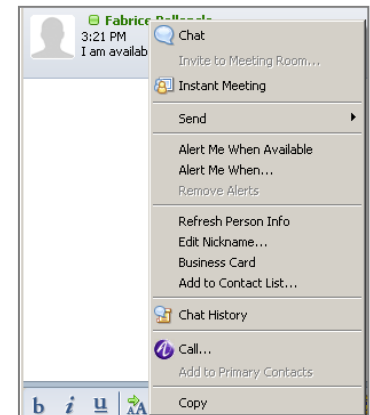 Fabrice
3:21 PM
I am availab
Chat
Invite to Meeting Room...
Instant Meeting
Send
Alert Me When Available
Alert Me When...
Remove Alerts
Refresh Person Info
Edit Nickname...
Business Card
Add to Contact List...
Chat History
Call...
Add to Primary Contacts
Copy
b i u AA